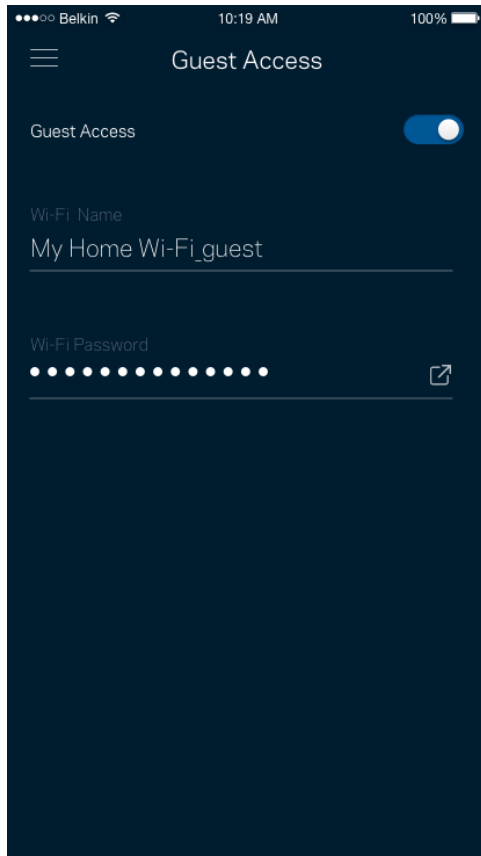 Belkin 10:19 AM 100%
Guest Access
Guest Access
Wi-Fi Name
My Home Wi-Fi_guest
Wi-Fi Password
●●●●●●●●●●●●●●